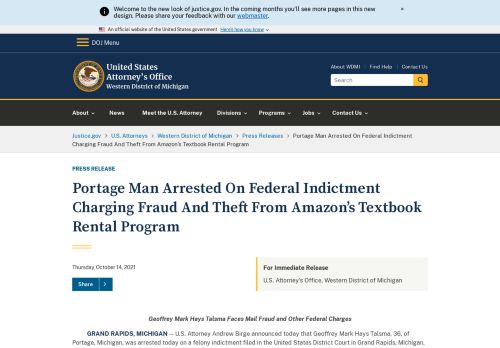 Welcome to the new look of justice.gov. In the coming months you'll see more pages in this new
design. Please share your feedback with our webmaster.
×
An official website of the United States government Here's how you know
DOJ Menu
United States
Attorney's Office
Western District of Michigan
About WDMI | Find Help | Contact Us
Search
About
News
Meet the U.S. Attorney
Divisions
Programs
Jobs
Contact Us
Justice.gov > U.S. Attorneys > Western District of Michigan > Press Releases > Portage Man Arrested On Federal Indictment
Charging Fraud And Theft From Amazon's Textbook Rental Program
PRESS RELEASE
Portage Man Arrested On Federal Indictment
Charging Fraud And Theft From Amazon's Textbook
Rental Program
Thursday, October 14, 2021
Share >
For Immediate Release
U.S. Attorney's Office, Western District of Michigan
Geoffrey Mark Hays Talsma Faces Mail Fraud and Other Federal Charges
GRAND RAPIDS, MICHIGAN — U.S. Attorney Andrew Birge announced today that Geoffrey Mark Hays Talsma, 36, of
Portage, Michigan, was arrested today on a felony indictment filed in the United States District Court in Grand Rapids, Michigan.